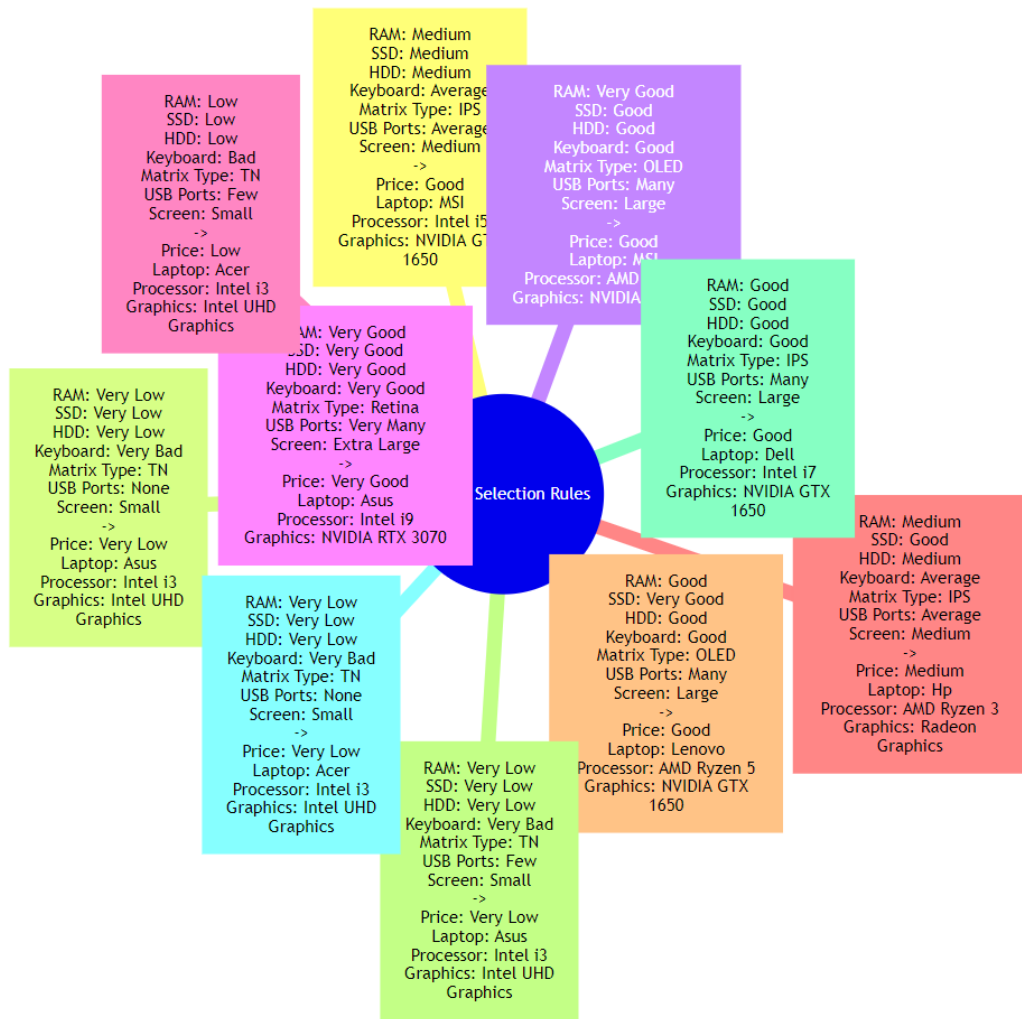 RAM: Medium
SSD: Medium
HDD: Medium
Keyboard: Average
Matrix Type: IPS
USB Ports: Average
Screen: Medium
->
Price: Good
Laptop: MSI
Processor: Intel i5
Graphics: NVIDIA
1650
RAM: Very Good
SSD: Good
HDD: Good
Keyboard: Good
Matrix Type: OLED
USB Ports: Many
Screen: Large
->
Price: Good
Laptop: MSI
Processor: AMD
Graphics: NVIDIA
RAM: Low
SSD: Low
HDD: Low
Keyboard: Bad
Matrix Type: TN
USB Ports: Few
Screen: Small
->
Price: Low
Laptop: Acer
Processor: Intel i3
Graphics: Intel UHD
Graphics
RAM: Good
SSD: Good
HDD: Good
Keyboard: Good
Matrix Type: IPS
USB Ports: Many
Screen: Large
->
Price: Good
Laptop: Dell
Processor: Intel i7
Graphics: NVIDIA GTX
1650
RAM: Very Good
SSD: Very Good
HDD: Very Good
Keyboard: Very Good
Matrix Type: Retina
USB Ports: Very Many
Screen: Extra Large
->
Price: Very Good
Laptop: Asus
Processor: Intel i9
Graphics: NVIDIA RTX 3070
Selection Rules
RAM: Very Low
SSD: Very Low
HDD: Very Low
Keyboard: Very Bad
Matrix Type: TN
USB Ports: None
Screen: Small
->
Price: Very Low
Laptop: Asus
Processor: Intel i3
Graphics: Intel UHD
Graphics
RAM: Medium
SSD: Good
HDD: Medium
Keyboard: Average
Matrix Type: IPS
USB Ports: Average
Screen: Medium
->
Price: Medium
Laptop: Hp
Processor: AMD Ryzen 3
Graphics: Radeon
Graphics
RAM: Good
SSD: Very Good
HDD: Good
Keyboard: Good
Matrix Type: OLED
USB Ports: Many
Screen: Large
->
Price: Good
Laptop: Lenovo
Processor: AMD Ryzen 5
Graphics: NVIDIA GTX
1650
RAM: Very Low
SSD: Very Low
HDD: Very Low
Keyboard: Very Bad
Matrix Type: TN
USB Ports: None
Screen: Small
->
Price: Very Low
Laptop: Acer
Processor: Intel i3
Graphics: Intel UHD
Graphics
RAM: Very Low
SSD: Very Low
HDD: Very Low
Keyboard: Very Bad
Matrix Type: TN
USB Ports: Few
Screen: Small
->
Price: Very Low
Laptop: Asus
Processor: Intel i3
Graphics: Intel UHD
Graphics